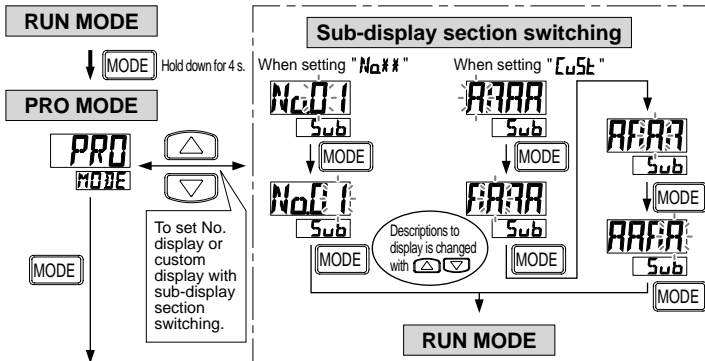 RUN MODE
MODE Hold down for 4 s.
PRO MODE
PRO
MODE
To set No.
display or
custom
display with
sub-display
section
switching.
MODE
Sub-display section switching
When setting "No**"
No.01
Sub
MODE
No.01
Sub
MODE
Descriptions to
display is changed
with
When setting "CuSt"
Sub
MODE
Sub
MODE
Sub
MODE
Sub
MODE
RUN MODE